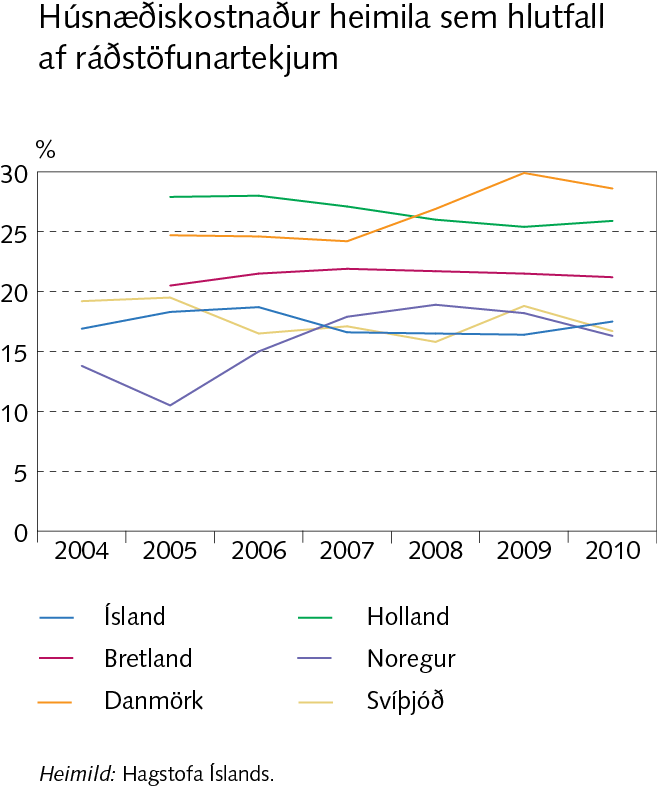 Húsnæðiskostnaður heimila sem hlutfall
af ráðstöfunartekjum
%
30
25
20
15
10
5
0
2004 2005 2006 2007 2008 2009 2010
Ísland Holland
Bretland Noregur
Danmörk Svíþjóð
Heimild: Hagstofa Íslands.